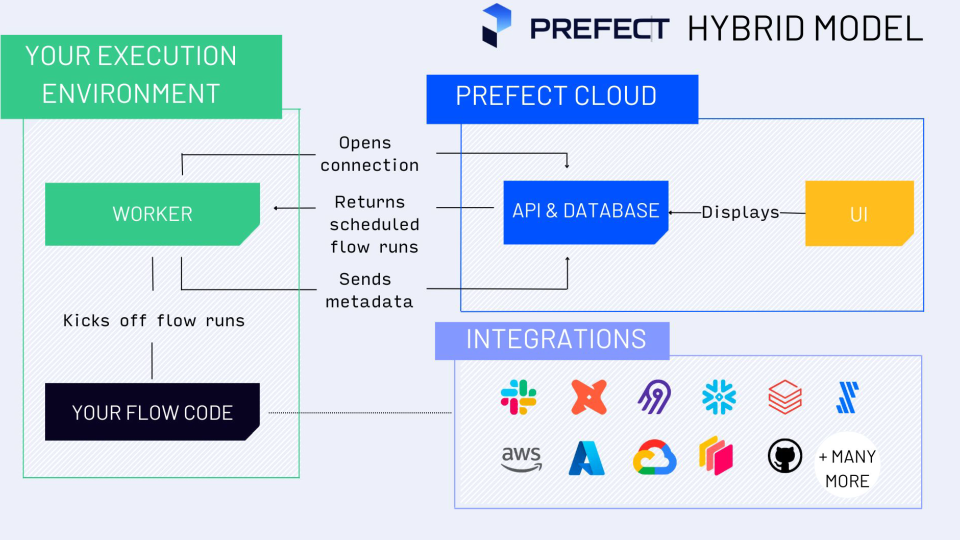 PREFECT HYBRID MODEL
YOUR EXECUTION
ENVIRONMENT
PREFECT CLOUD
Opens
connection
WORKER
Returns
scheduled
flow runs
API & DATABASE
Displays
UI
Sends
metadata
Kicks off flow runs
INTEGRATIONS
YOUR FLOW CODE
aws
+ MANY
MORE